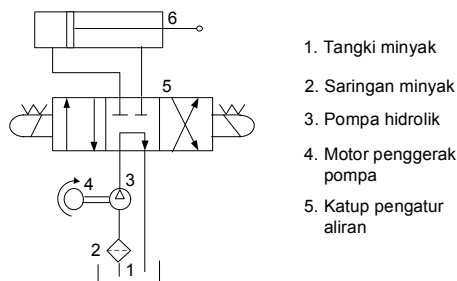 6
5
4
3
2
1
1. Tangki minyak
2. Saringan minyak
3. Pompa hidrolik
4. Motor penggerak
pompa
5. Katup pengatur
aliran